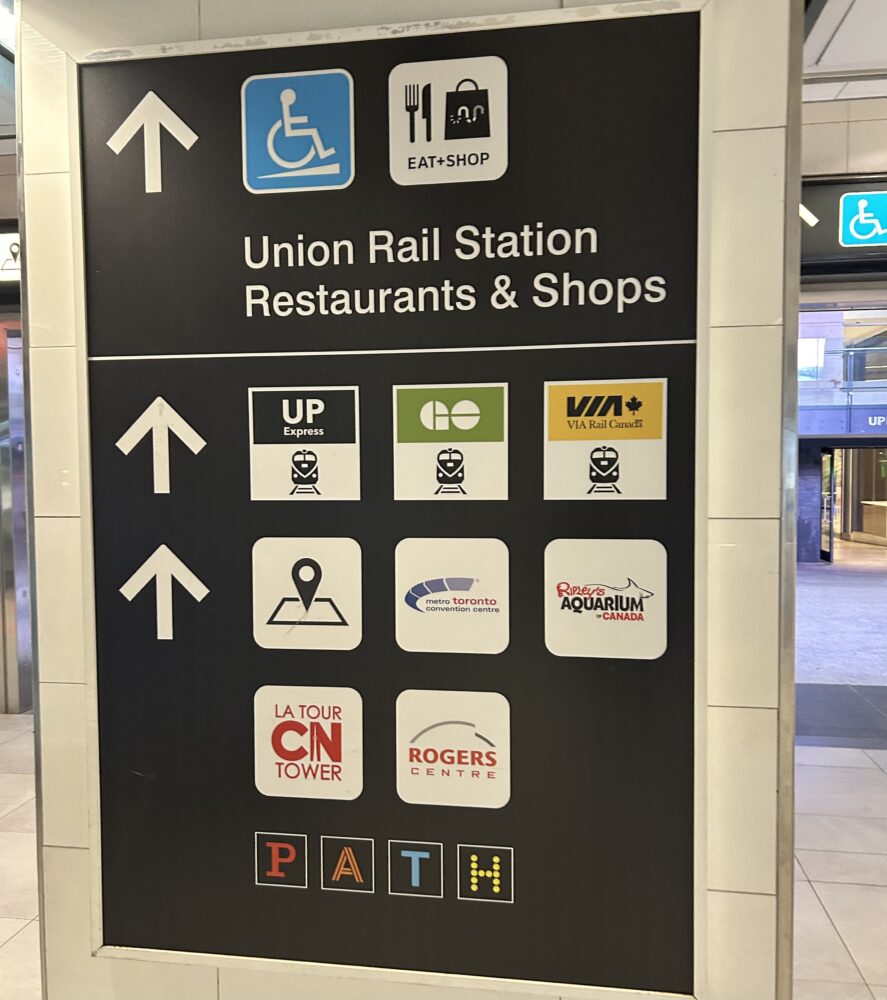 EAT+SHOP
Union Rail Station
Restaurants & Shops
UP
Express
GO
VIA
VIA Rail Canada
metro toronto
convention centre
RIPLEY'S
AQUARIUM
OF CANADA
LA TOUR
CN
TOWER
ROGERS
CENTRE
PATH
UP